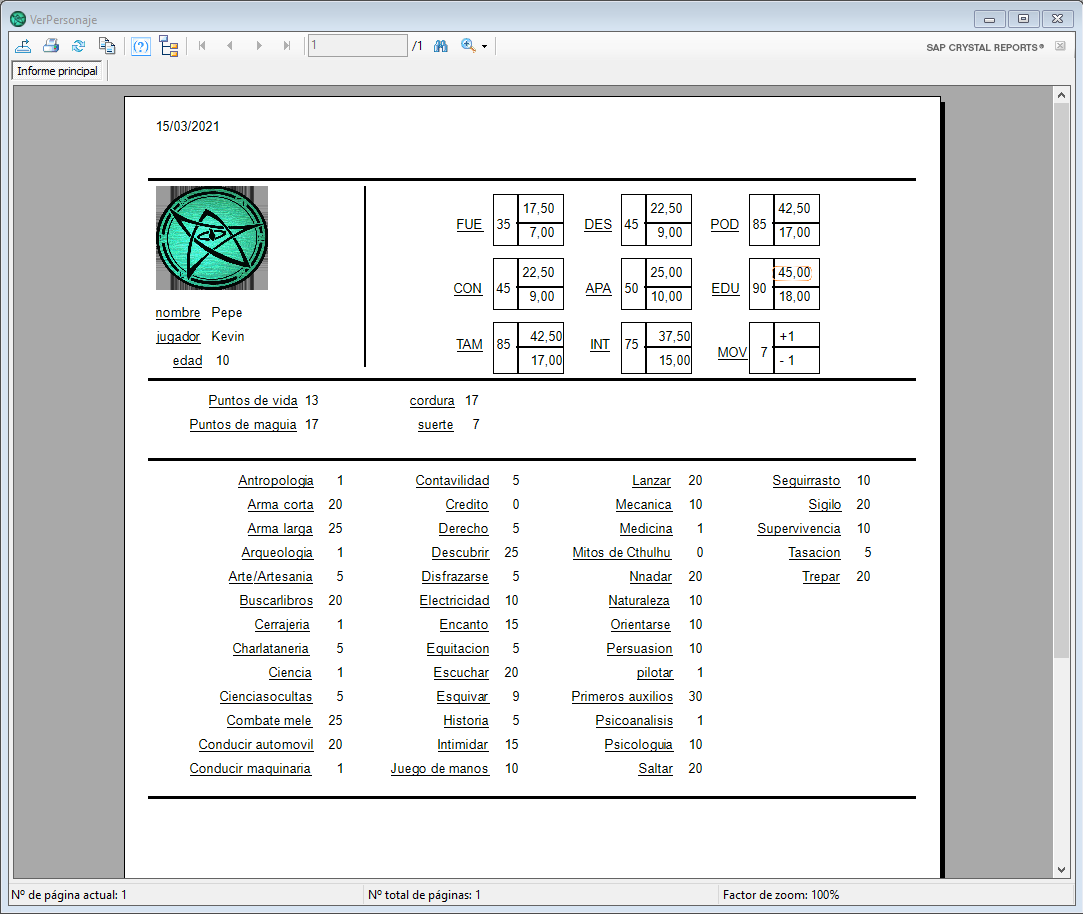 VerPersonaje
1 /1
SAP CRYSTAL REPORTS®
Informe principal
15/03/2021
FUE 35 17,50 7,00 DES 45 22,50 9,00 POD 85 42,50 17,00
CON 45 22,50 9,00 APA 50 25,00 10,00 EDU 90 45,00 18,00
TAM 85 42,50 17,00 INT 75 37,50 15,00 MOV 7 +1 - 1
nombre Pepe
jugador Kevin
edad 10
Puntos de vida 13 cordura 17
Puntos de maguia 17 suerte 7
Antropologia 1 Contavilidad 5 Lanzar 20 Seguirrasto 10
Arma corta 20 Credito 0 Mecanica 10 Sigilo 20
Arma larga 25 Derecho 5 Medicina 1 Supervivencia 10
Arqueologia 1 Descubrir 25 Mitos de Cthulhu 0 Tasacion 5
Arte/Artesania 5 Disfrazarse 5 Nnadar 20 Trepar 20
Buscarlibros 20 Electricidad 10 Naturaleza 10
Cerrajeria 1 Encanto 15 Orientarse 10
Charlataneria 5 Equitacion 5 Persuasion 10
Ciencia 1 Escuchar 20 pilotar 1
Cienciasocultas 5 Esquivar 9 Primeros auxilios 30
Combate mele 25 Historia 5 Psicoanalisis 1
Conducir automovil 20 Intimidar 15 Psicologuia 10
Conducir maquinaria 1 Juego de manos 10 Saltar 20
Nº de página actual: 1 Nº total de páginas: 1 Factor de zoom: 100%